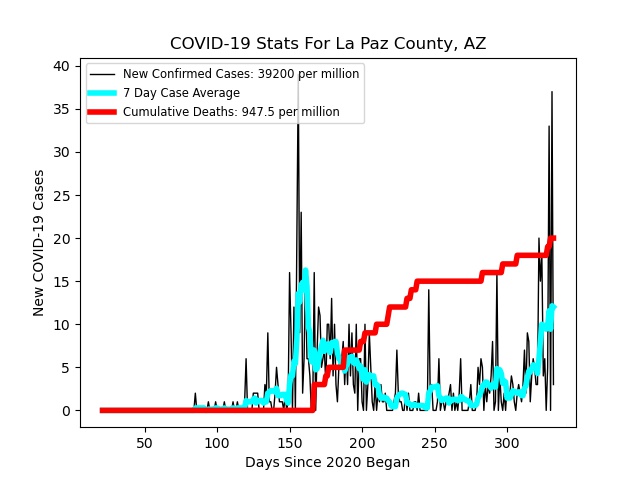 COVID-19 Stats For La Paz County, AZ
New Confirmed Cases: 39200 per million
7 Day Case Average
Cumulative Deaths: 947.5 per million
New COVID-19 Cases
40
35
30
25
20
15
10
5
0
50 100 150 200 250 300
Days Since 2020 Began